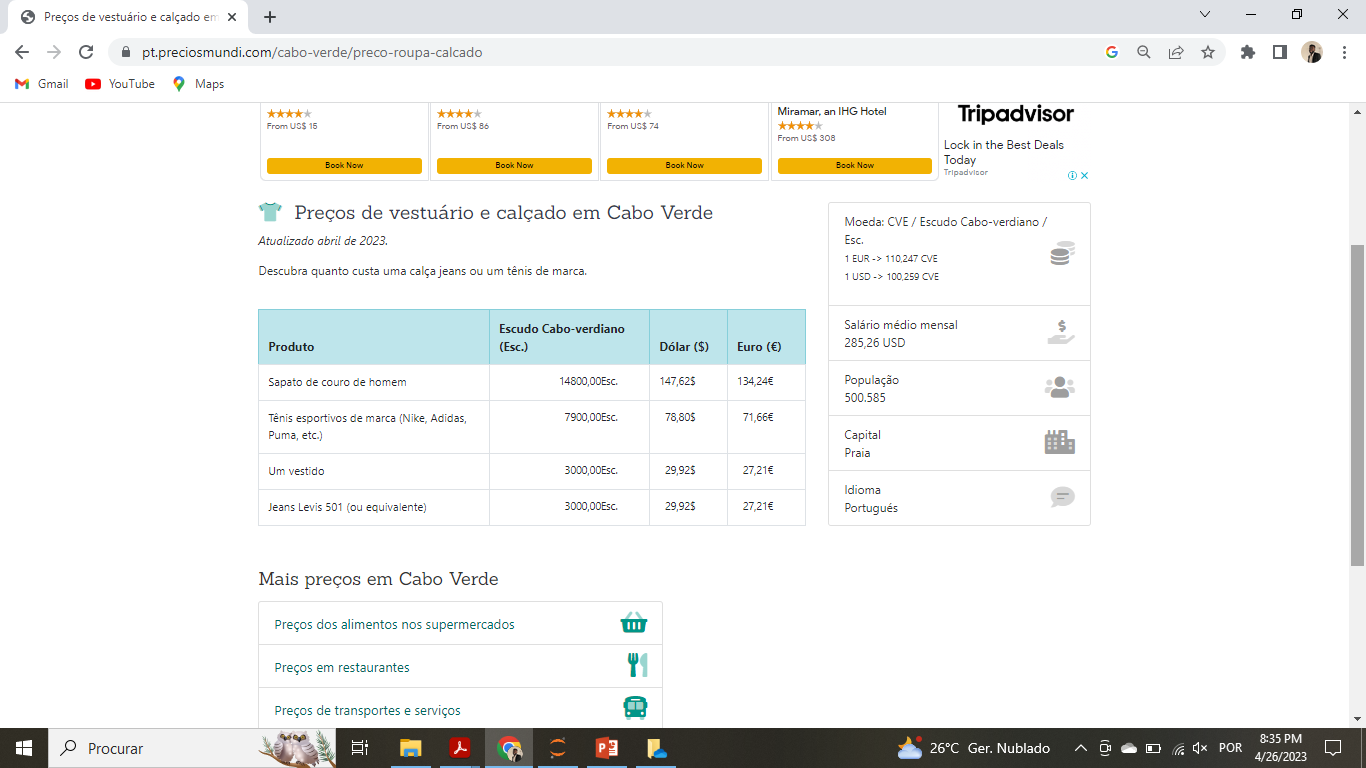 Preços de vestuário e calçado em
pt.preciosmundi.com/cabo-verde/preco-roupa-calcado
Gmail
YouTube
Maps
From US$ 15
Book Now
From US$ 86
Book Now
From US$ 74
Book Now
Miramar, an IHG Hotel
From US$ 308
Book Now
Tripadvisor
Lock in the Best Deals
Today
Tripadvisor
Preços de vestuário e calçado em Cabo Verde
Atualizado abril de 2023.
Descubra quanto custa uma calça jeans ou um tênis de marca.
Produto
Escudo Cabo-verdiano
(Esc.)
Dólar ($)
Euro (€)
Sapato de couro de homem
14800,00Esc.
147,62$
134,24€
Tênis esportivos de marca (Nike, Adidas,
Puma, etc.)
7900,00Esc.
78,80$
71,66€
Um vestido
3000,00Esc.
29,92$
27,21€
Jeans Levis 501 (ou equivalente)
3000,00Esc.
29,92$
27,21€
Moeda: CVE / Escudo Cabo-verdiano /
Esc.
1 EUR -> 110,247 CVE
1 USD -> 100,259 CVE
Salário médio mensal
285,26 USD
População
500.585
Capital
Praia
Idioma
Portugués
Mais preços em Cabo Verde
Preços dos alimentos nos supermercados
Preços em restaurantes
Preços de transportes e serviços
Procurar
26°C Ger. Nublado
POR
8:35 PM
4/26/2023